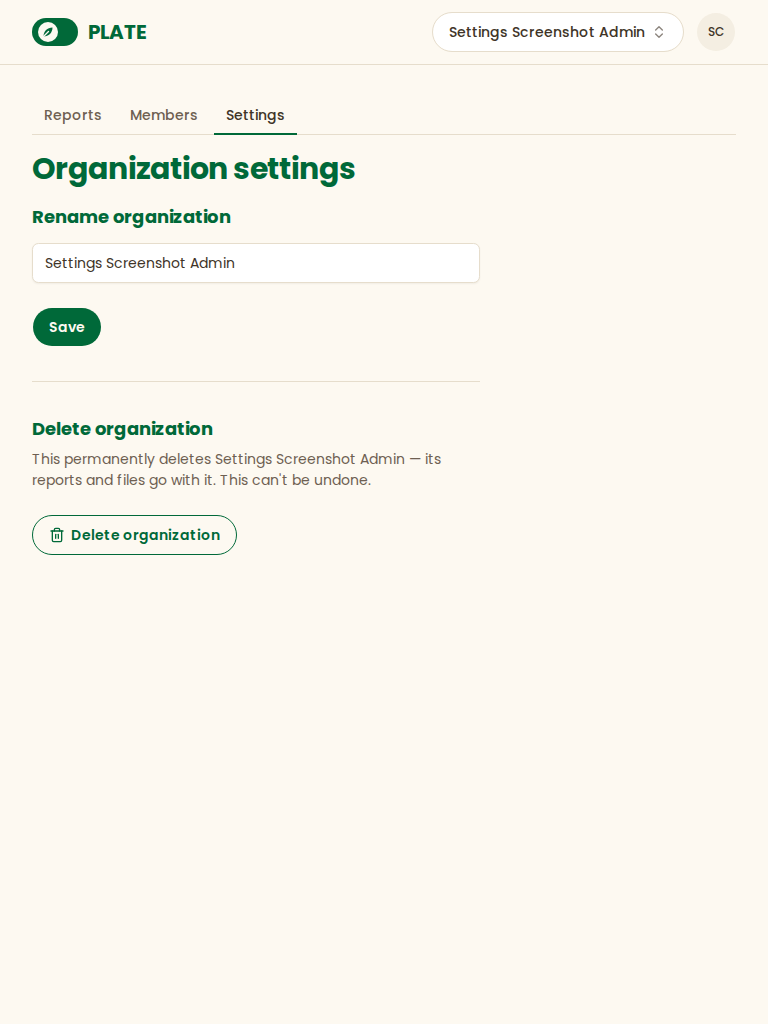 PLATE
Settings Screenshot Admin
SC
Reports
Members
Settings
Organization settings
Rename organization
Settings Screenshot Admin
Save
Delete organization
This permanently deletes Settings Screenshot Admin — its
reports and files go with it. This can't be undone.
Delete organization